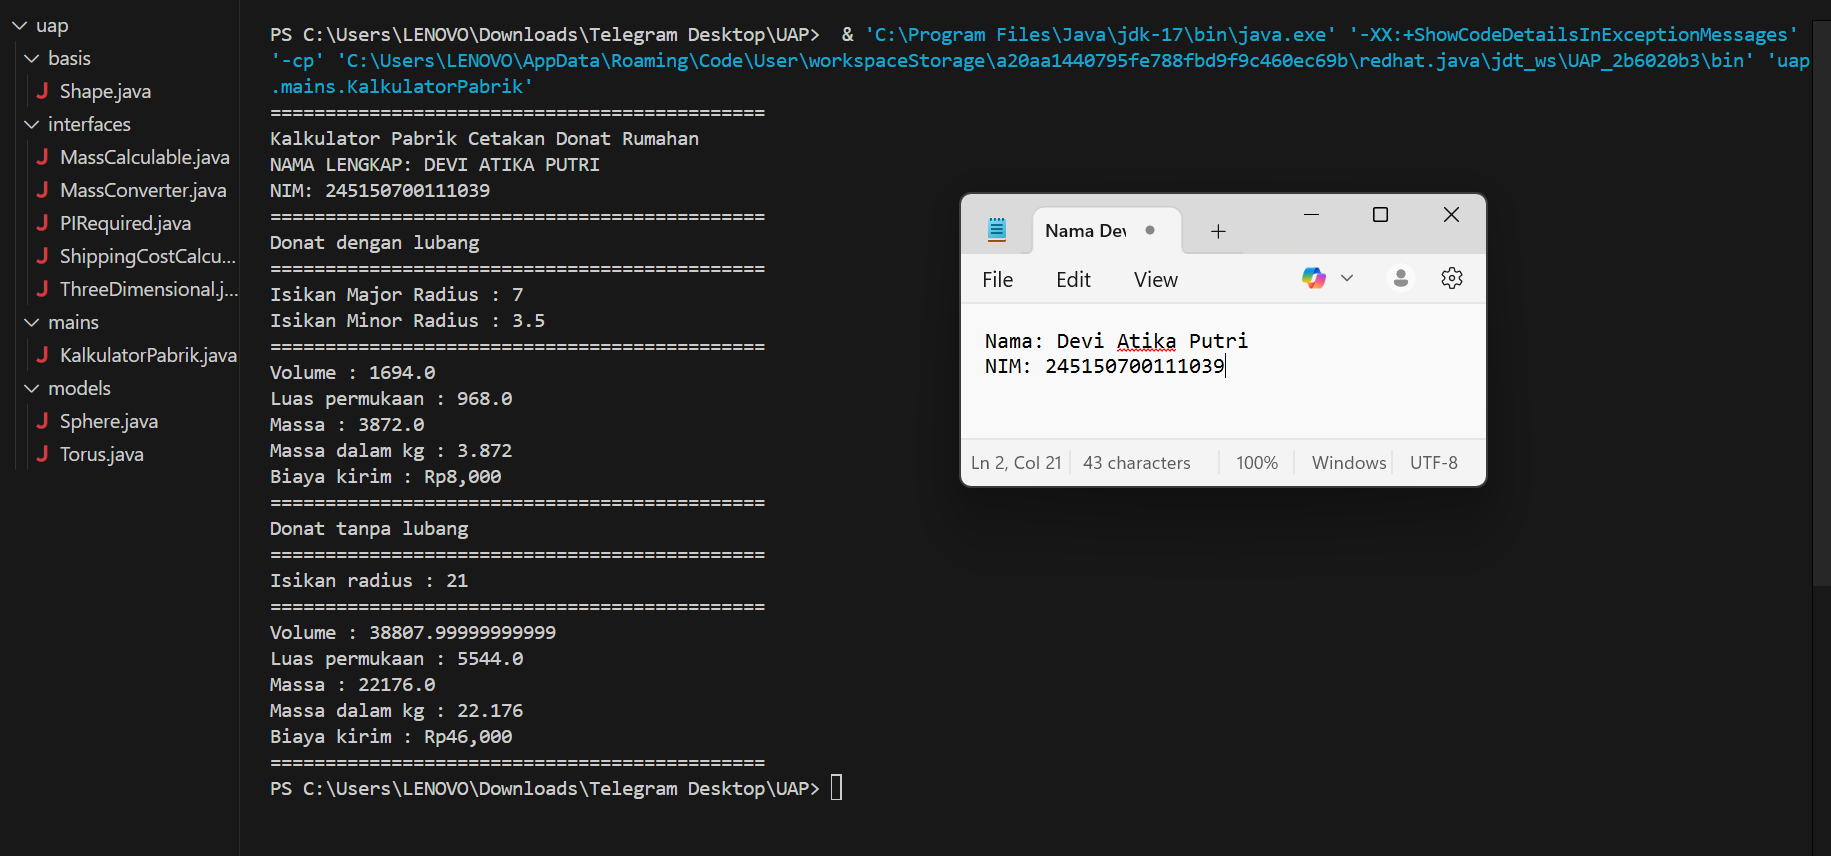 uap
basis
Shape.java
interfaces
MassCalculable.java
MassConverter.java
PIRequired.java
ShippingCostCalcu...
ThreeDimensional.j...
mains
KalkulatorPabrik.java
models
Sphere.java
Torus.java
PS C:\Users\LENOVO\Downloads\Telegram Desktop\UAP>  & 'C:\Program Files\Java\jdk-17\bin\java.exe' '-XX:+ShowCodeDetailsInExceptionMessages'
'-cp' 'C:\Users\LENOVO\AppData\Roaming\Code\User\workspaceStorage\a20aa1440795fe788fbd9f9c460ec69b\redhat.java\jdt_ws\UAP_2b6020b3\bin' 'uap
.mains.KalkulatorPabrik'
=============================================
Kalkulator Pabrik Cetakan Donat Rumahan
NAMA LENGKAP: DEVI ATIKA PUTRI
NIM: 245150700111039
=============================================
Donat dengan lubang
=============================================
Isikan Major Radius : 7
Isikan Minor Radius : 3.5
=============================================
Volume : 1694.0
Luas permukaan : 968.0
Massa : 3872.0
Massa dalam kg : 3.872
Biaya kirim : Rp8,000
=============================================
Donat tanpa lubang
=============================================
Isikan radius : 21
=============================================
Volume : 38807.99999999999
Luas permukaan : 5544.0
Massa : 22176.0
Massa dalam kg : 22.176
Biaya kirim : Rp46,000
=============================================
PS C:\Users\LENOVO\Downloads\Telegram Desktop\UAP>
Nama Dev
File Edit View
Nama: Devi Atika Putri
NIM: 245150700111039
Ln 2, Col 21 43 characters 100% Windows UTF-8